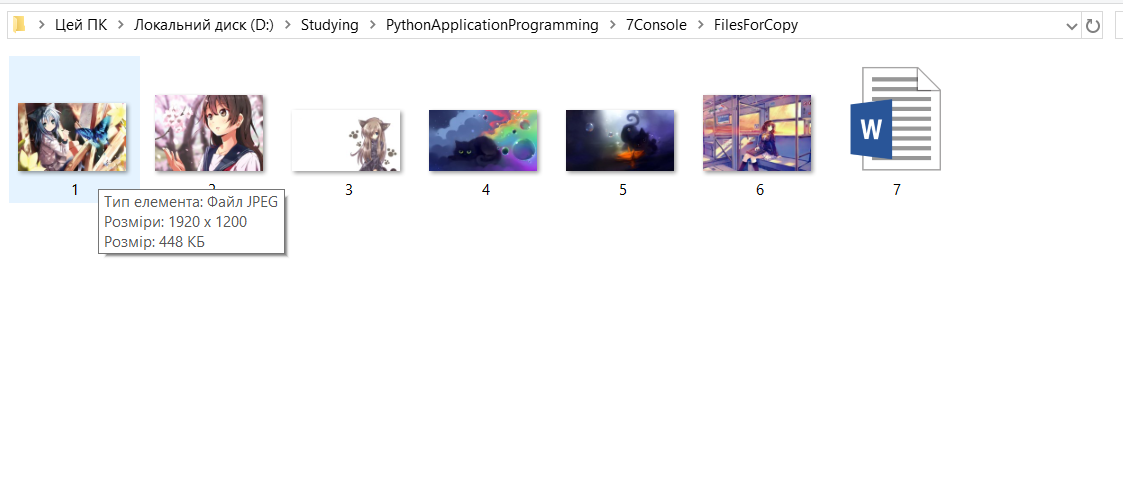 Цей ПК > Локальний диск (D:) > Studying > PythonApplicationProgramming > 7Console > FilesForCopy
W
1 2 3 4 5 6 7
Тип елемента: Файл JPEG
Розміри: 1920 x 1200
Розмір: 448 КБ